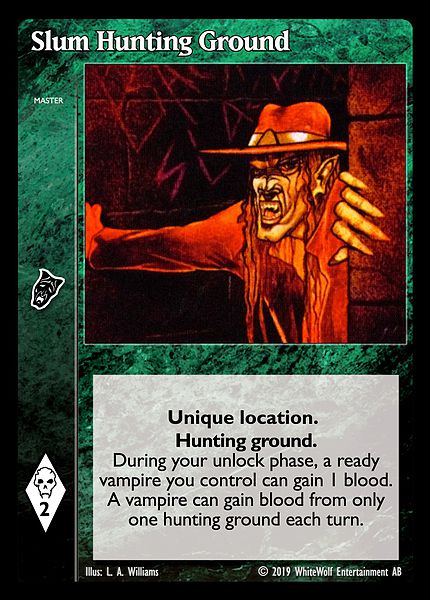 Slum Hunting Ground
MASTER
Unique location.
Hunting ground.
During your unlock phase, a ready
vampire you control can gain 1 blood.
A vampire can gain blood from only
one hunting ground each turn.
2
Illus: L. A. Williams © 2019 WhiteWolf Entertainment AB